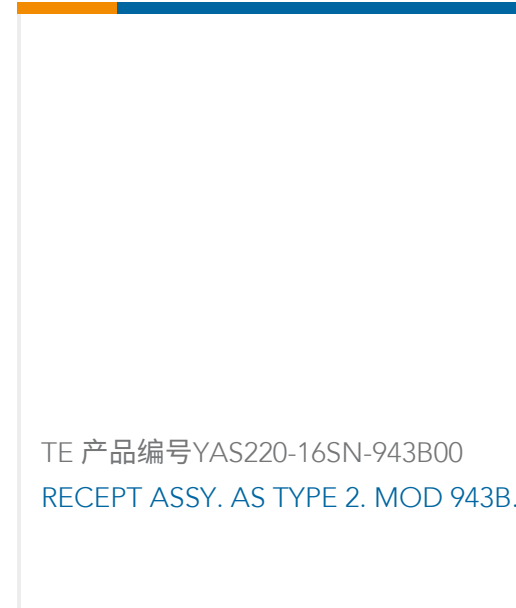 TE 产品编号YAS220-16SN-943B00
RECEPT ASSY. AS TYPE 2. MOD 943B.